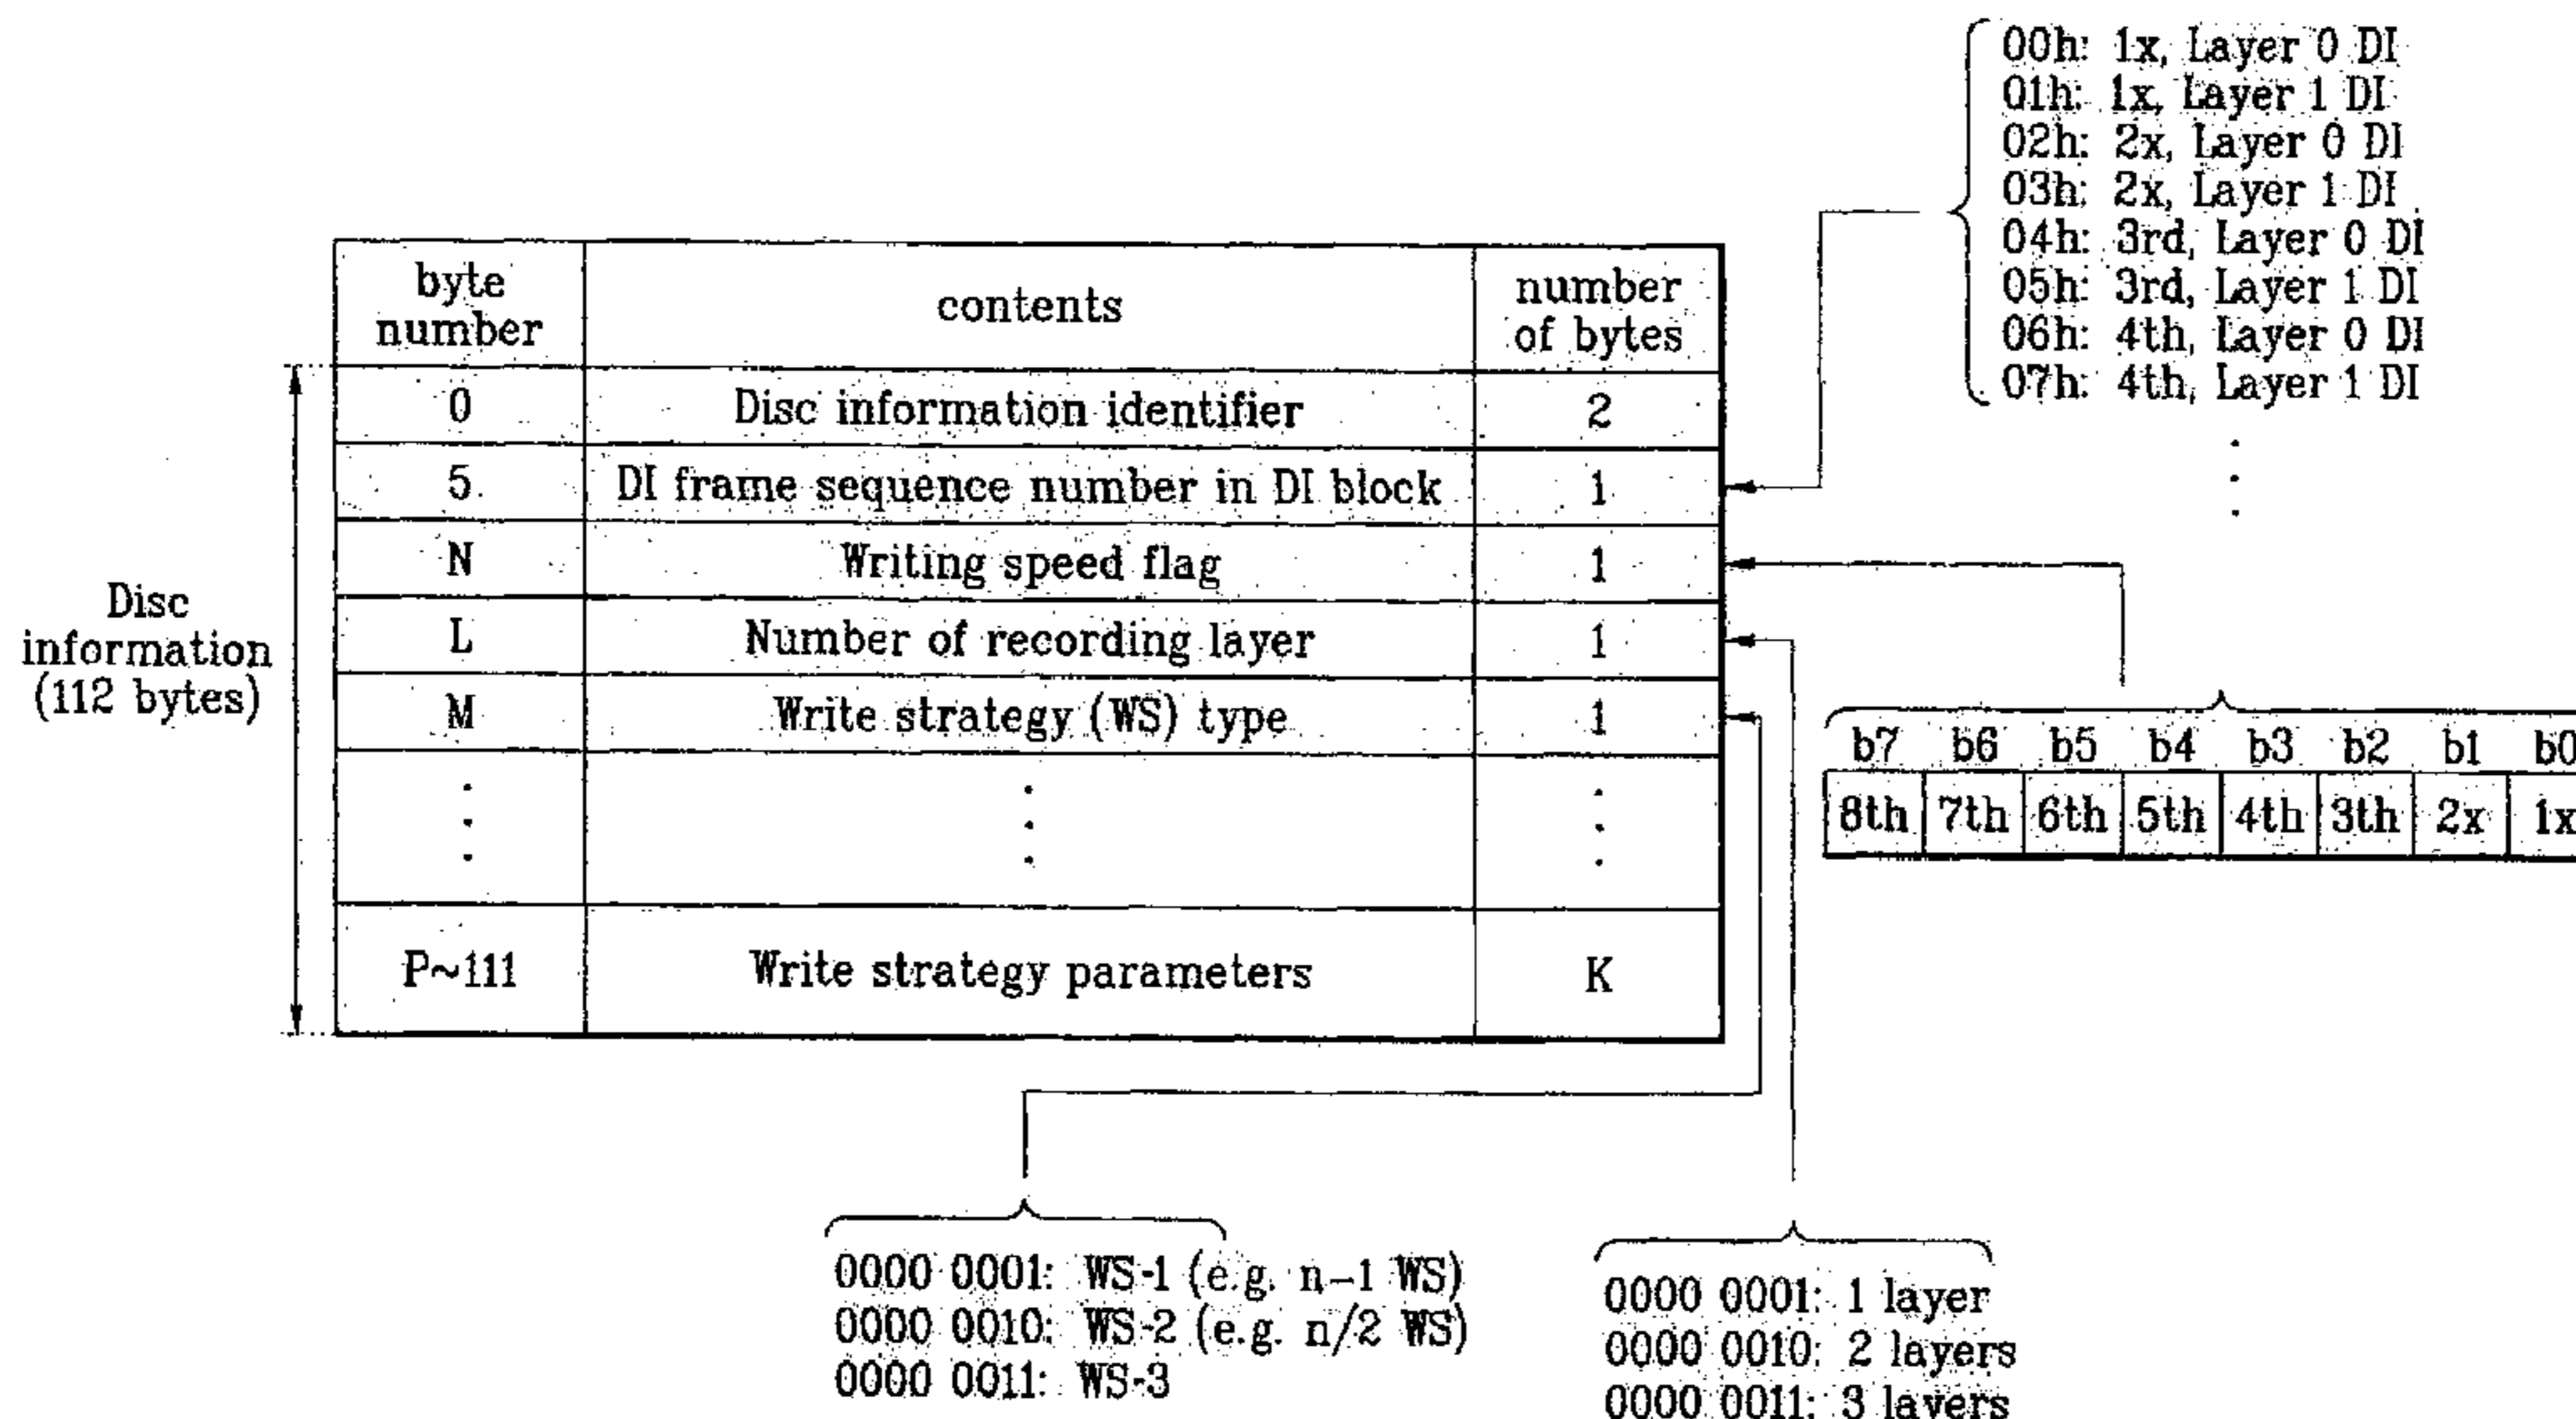 00h: 1x, Layer 0 DI
01h: 1x, Layer 1 DI
02h: 2x, Layer 0 DI
03h: 2x, Layer 1 DI
04h: 3rd, Layer 0 DI
05h: 3rd, Layer 1 DI
06h: 4th, Layer 0 DI
07h: 4th, Layer 1 DI
byte number contents number of bytes
0 Disc information identifier 2
5 DI frame sequence number in DI block 1
N Writing speed flag 1
L Number of recording layer 1
M Write strategy (WS) type 1
P~111 Write strategy parameters K
Disc
information
(112 bytes)
b7 b6 b5 b4 b3 b2 b1 b0
8th 7th 6th 5th 4th 3th 2x 1x
0000 0001: WS-1 (e.g. n-1 WS)
0000 0010: WS-2 (e.g. n/2 WS)
0000 0011: WS-3
0000 0001: 1 layer
0000 0010: 2 layers
0000 0011: 3 layers